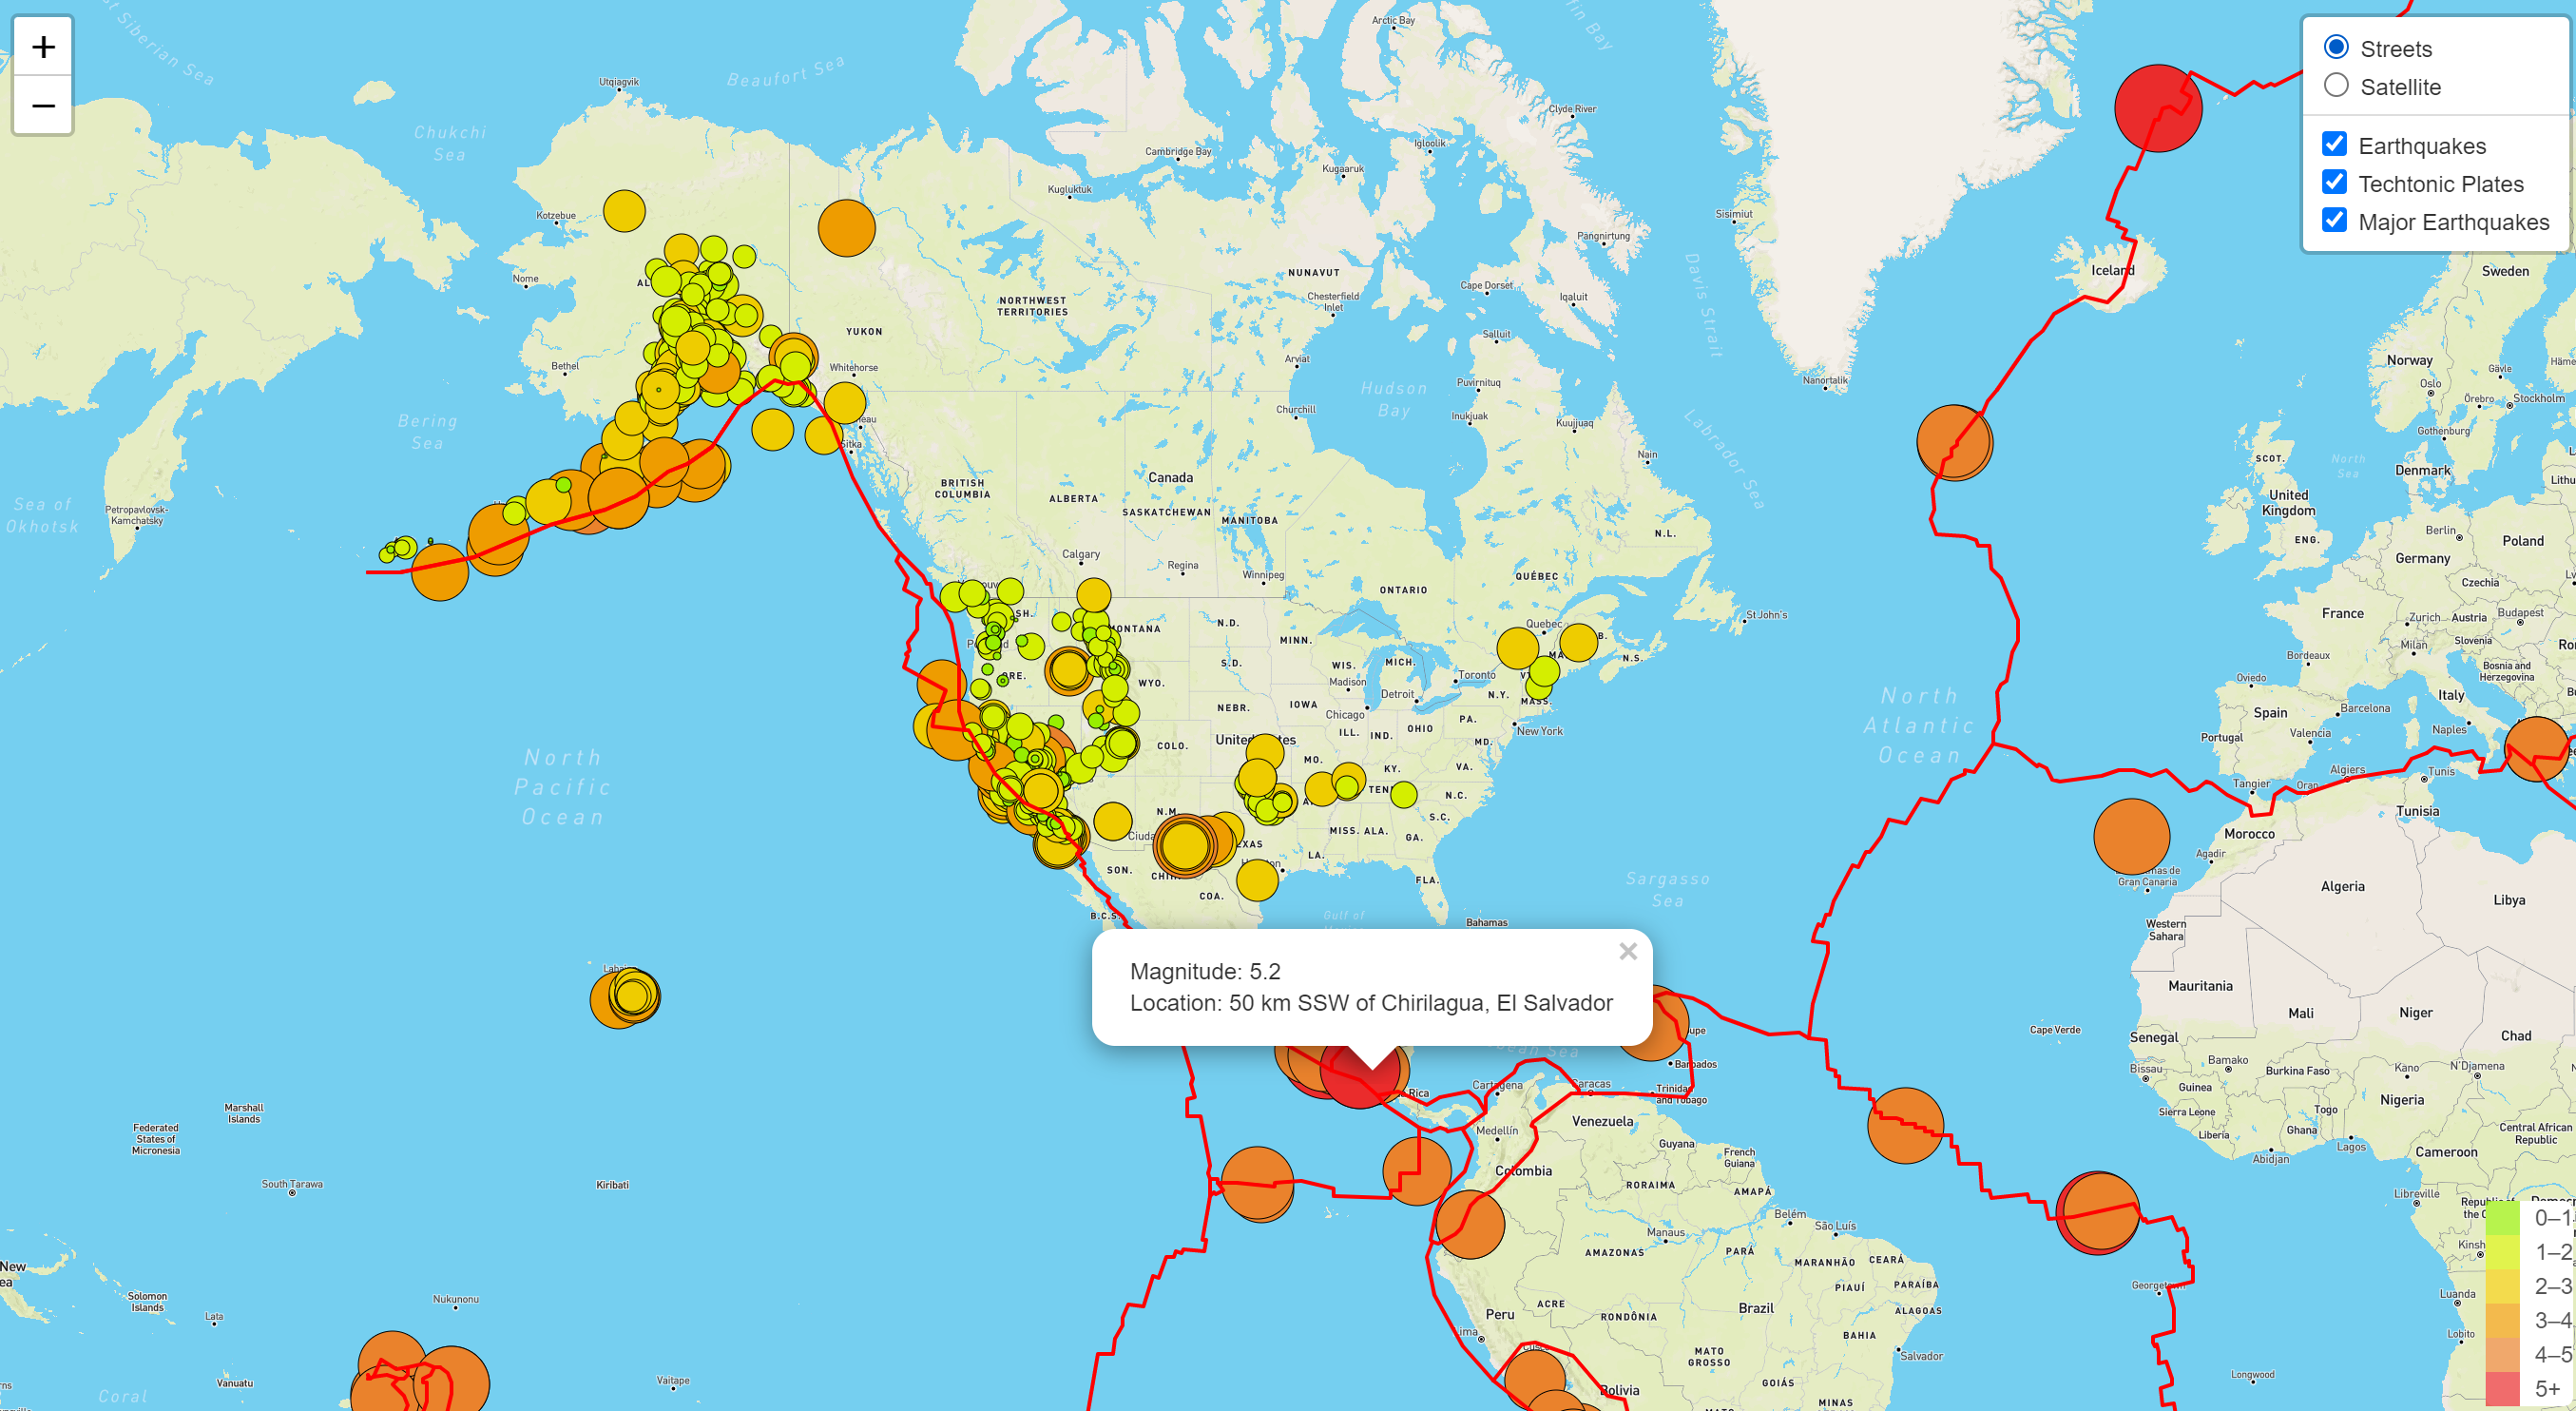 +
−
Streets
Satellite
Earthquakes
Techtonic Plates
Major Earthquakes
Arctic Bay
Beaufort Sea
Utqiagvik
Clyde River
Chukchi
Sea
Cambridge Bay
Igloolik
Kugaaruk
Kugluktuk
Kotzebue
Sisimiut
Pangnirtung
Nome
NUNAVUT
Iceland
Sweden
Cape Dorset
Iqaluit
Chesterfield
Inlet
NORTHWEST
TERRITORIES
Davis Strait
YUKON
Salluit
Bethel
Whitehorse
Arviat
Norway
Gävle
Puvirnituq
Nanortalik
Oslo
Hudson
Bay
Örebro
Stockholm
Churchill
Inukjuak
Kuujjuaq
Bering
Sea
Gothenburg
Sitka
Labrador Sea
Nain
SCOT.
North
Sea
Denmark
Canada
BRITISH
COLUMBIA
ALBERTA
SASKATCHEWAN
MANITOBA
United
Kingdom
Sea of
Okhotsk
Petropavlovsk-
Kamchatsky
N.L.
Berlin
ENG.
Poland
Germany
Calgary
Regina
Winnipeg
QUÉBEC
ONTARIO
Czechia
St John's
France
Zurich
Austria
Budapest
Quebec
N.D.
MONTANA
MINN.
Slovenia
Milan
Bordeaux
N.S.
S.D.
WIS.
MICH.
Bosnia and
Herzegovina
Toronto
Oviedo
ORE.
WYO.
Madison
Detroit
N.Y.
MASS.
Italy
North
Atlantic
Ocean
Spain
Barcelona
NEBR.
IOWA
Chicago
OHIO
PA.
New York
Naples
Portugal
Valencia
ILL.
IND.
MD.
COLO.
North
Pacific
Ocean
MO.
KY.
VA.
Algiers
Tunis
Tangier
Oran
N.C.
Tunisia
N.M.
S.C.
MISS.
ALA.
GA.
Morocco
Agadir
LA.
SON.
Gran Canaria
FLA.
Sargasso
Sea
Algeria
COA.
Libya
B.C.S.
Gulf of
Bahamas
Western
Sahara
×
Magnitude: 5.2
Location: 50 km SSW of Chirilagua, El Salvador
Mauritania
Mali
Niger
Chad
Cape Verde
Senegal
Barbados
Bamako
N'Djamena
Bissau
Burkina Faso
Kano
Cartagena
Caracas
Guinea
Trinidad
and Tobago
Marshall
Islands
Venezuela
Sierra Leone
Togo
Nigeria
Federated
States of
Micronesia
Medellín
Ghana
Liberia
Lagos
Central African
Republic
Guyana
Abidjan
Cameroon
French
Guiana
Colombia
South Tarawa
Kiribati
RORAIMA
AMAPÁ
Libreville
Belém
São Luís
Manaus
0–1
AMAZONAS
PARÁ
1–2
MARANHÃO
CEARÁ
New
2–3
PIAUÍ
PARAÍBA
Solomon
Islands
Nukunonu
Luanda
ACRE
Peru
Brazil
ALAGOAS
RONDÔNIA
Lata
3–4
BAHIA
Lobito
MATO
GROSSO
4–5
Salvador
Longwood
Vanuatu
Vaitape
GOIÁS
Bolivia
5+
Coral
MINAS